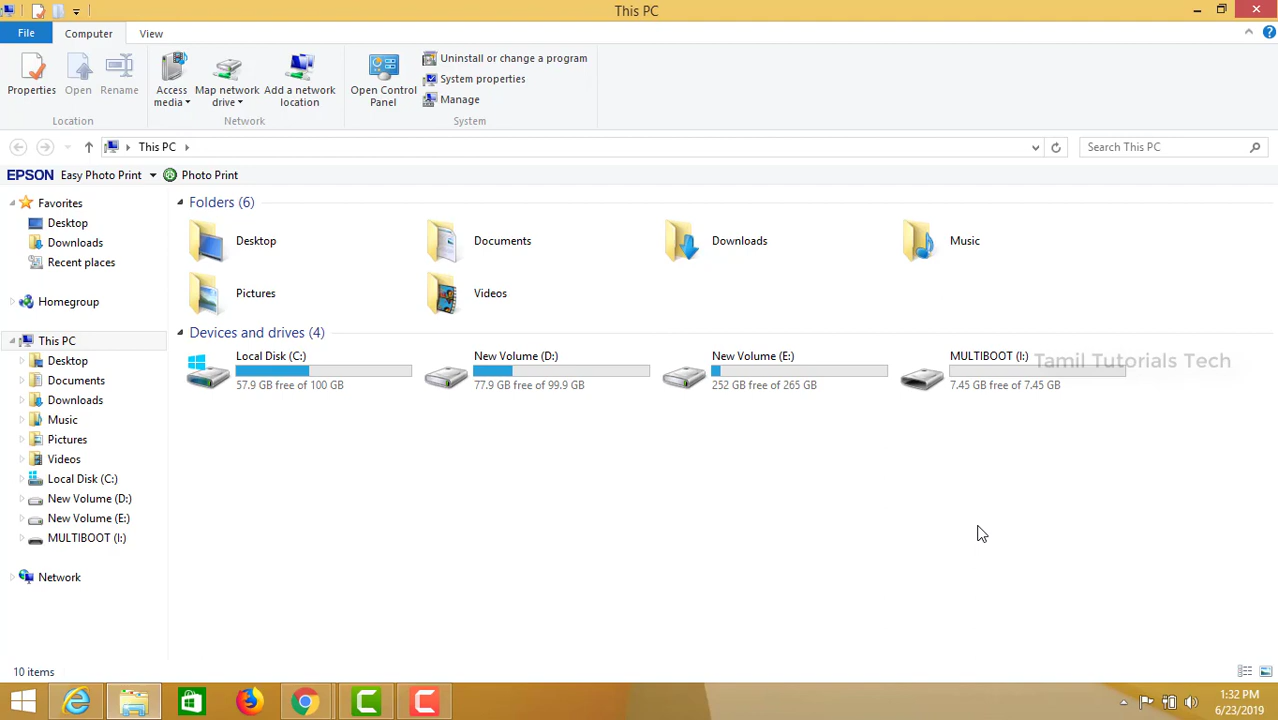 This PC
File
Computer
View
Properties
Open
Rename
Access media
Map network drive
Add a network location
Open Control Panel
Uninstall or change a program
System properties
Manage
Location
Network
System
This PC
Search This PC
EPSON Easy Photo Print
Photo Print
Favorites
Desktop
Downloads
Recent places
Homegroup
This PC
Desktop
Documents
Downloads
Music
Pictures
Videos
Local Disk (C:)
New Volume (D:)
New Volume (E:)
MULTIBOOT (I:)
Network
Folders (6)
Desktop
Documents
Downloads
Music
Pictures
Videos
Devices and drives (4)
Local Disk (C:)
57.9 GB free of 100 GB
New Volume (D:)
77.9 GB free of 99.9 GB
New Volume (E:)
252 GB free of 265 GB
MULTIBOOT (I:)
7.45 GB free of 7.45 GB
Tamil Tutorials Tech
10 items
1:32 PM
6/23/2019